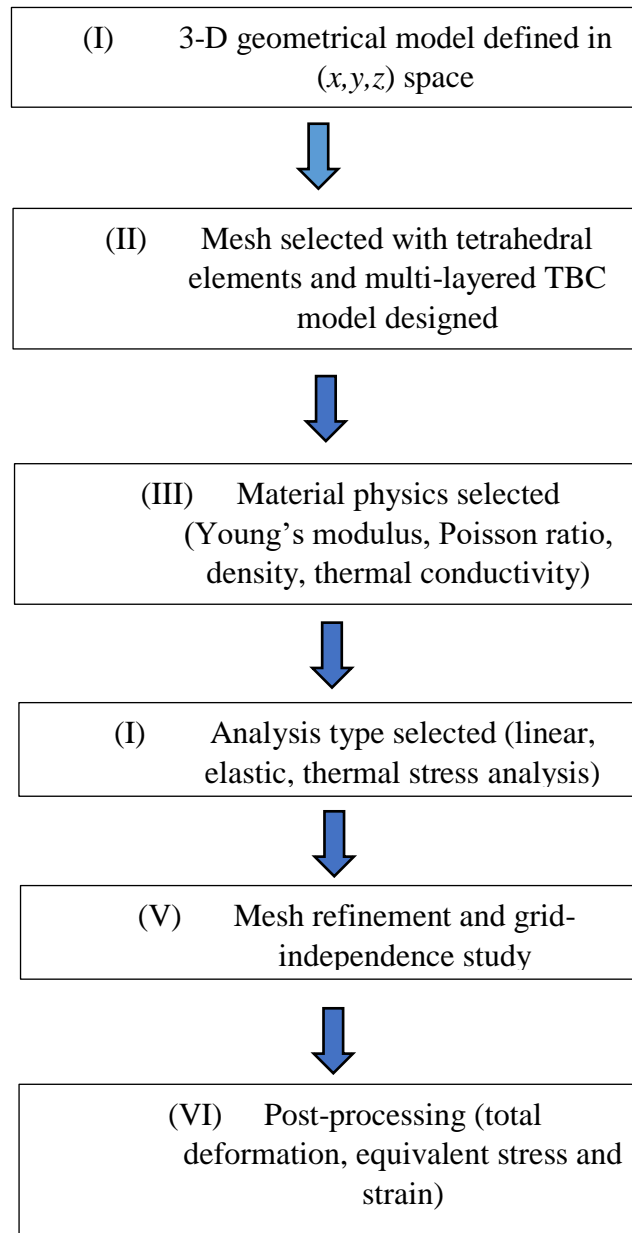 (I) 3-D geometrical model defined in
(x,y,z) space
(II) Mesh selected with tetrahedral
elements and multi-layered TBC
model designed
(III) Material physics selected
(Young’s modulus, Poisson ratio,
density, thermal conductivity)
(I) Analysis type selected (linear,
elastic, thermal stress analysis)
(V) Mesh refinement and grid-
independence study
(VI) Post-processing (total
deformation, equivalent stress and
strain)